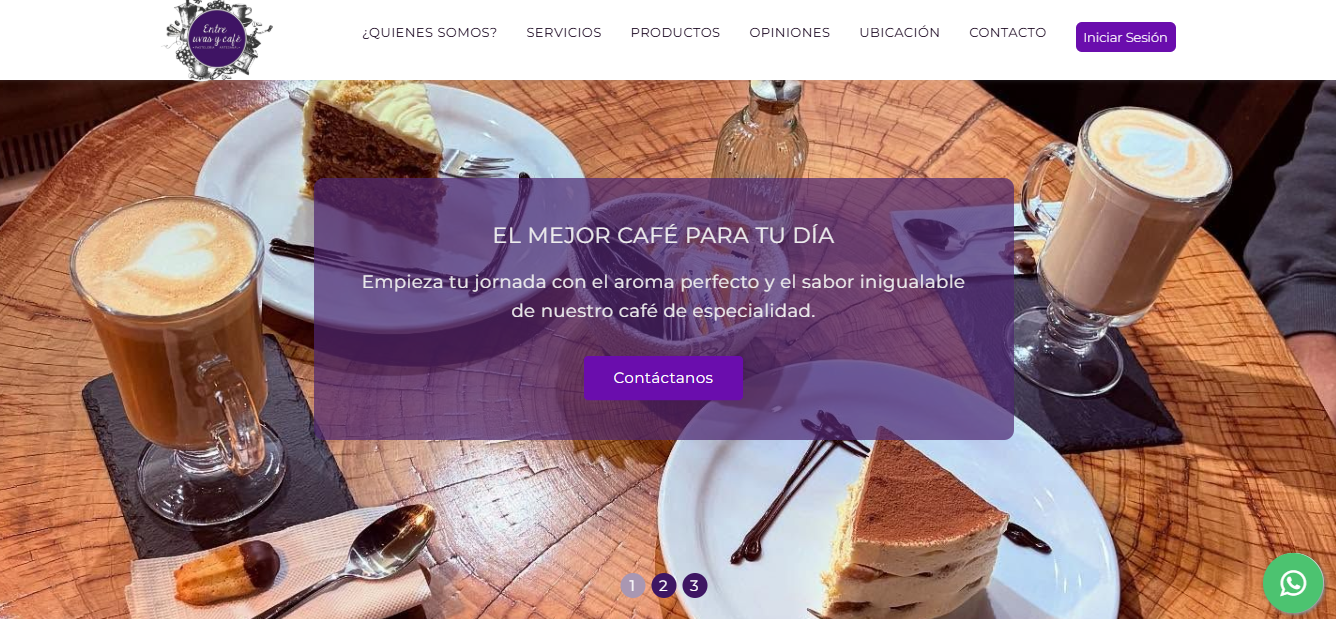 Entre
uvas y café
¿QUIENES SOMOS?
SERVICIOS
PRODUCTOS
OPINIONES
UBICACIÓN
CONTACTO
Iniciar Sesión
EL MEJOR CAFÉ PARA TU DÍA
Empieza tu jornada con el aroma perfecto y el sabor inigualable
de nuestro café de especialidad.
Contáctanos
1
2
3